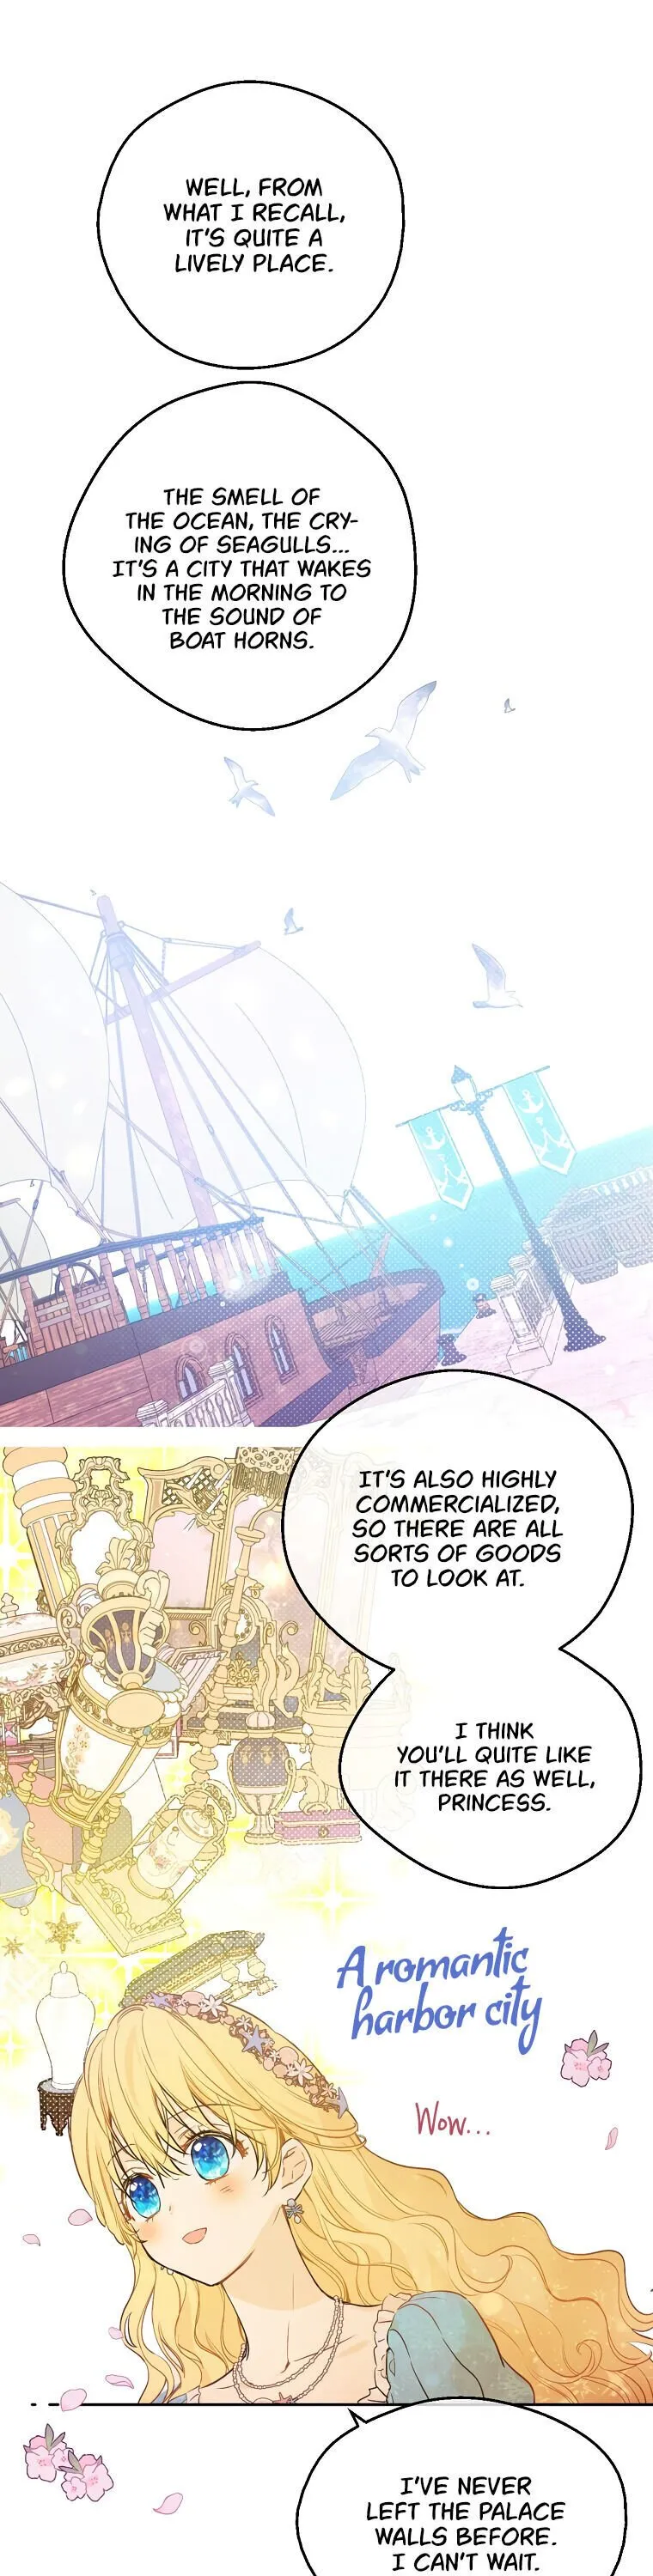 WELL, FROM
WHAT I RECALL,
IT'S QUITE A
LIVELY PLACE.
THE SMELL OF
THE OCEAN, THE CRY-
ING OF SEAGULLS...
IT'S A CITY THAT WAKES
IN THE MORNING TO
THE SOUND OF
BOAT HORNS.
IT'S ALSO HIGHLY
COMMERCIALIZED,
SO THERE ARE ALL
SORTS OF GOODS
TO LOOK AT.
I THINK
YOU'LL QUITE LIKE
IT THERE AS WELL,
PRINCESS.
A romantic
harbor city
Wow...
I'VE NEVER
LEFT THE PALACE
WALLS BEFORE.
I CAN'T WAIT.